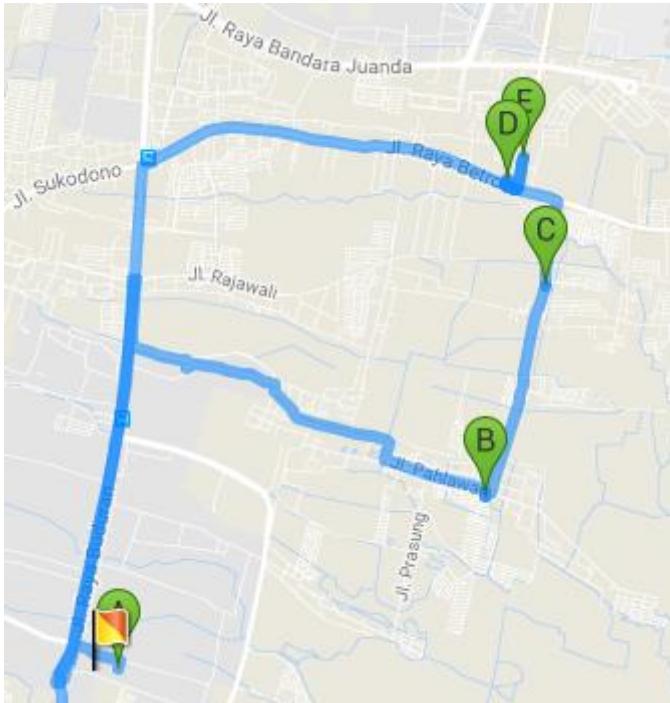 Jl. Raya Bandara Juanda
E
D
Jl. Raya Betro
Jl. Sukodono
C
Jl. Rajawali
B
Jl. Pahlawan
Jl. Prasung
A